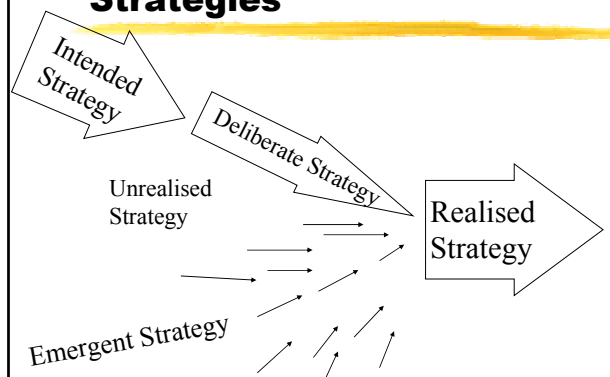 Strategies
Intended
Strategy
Deliberate Strategy
Unrealised
Strategy
Realised
Strategy
Emergent Strategy